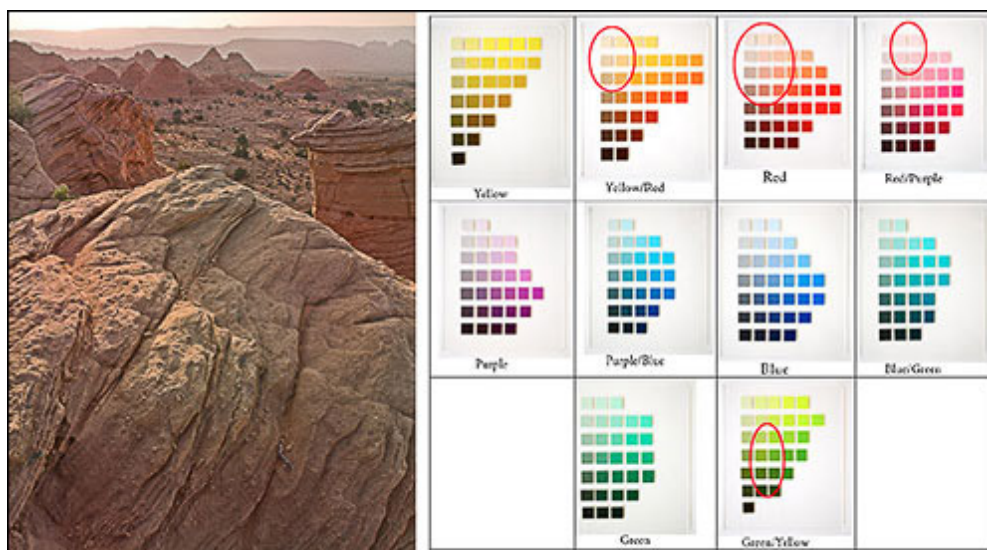 Yellow
Yellow/Red
Red
Red/Purple
Purple
Purple/Blue
Blue
Blue/Green
Green
Green/Yellow